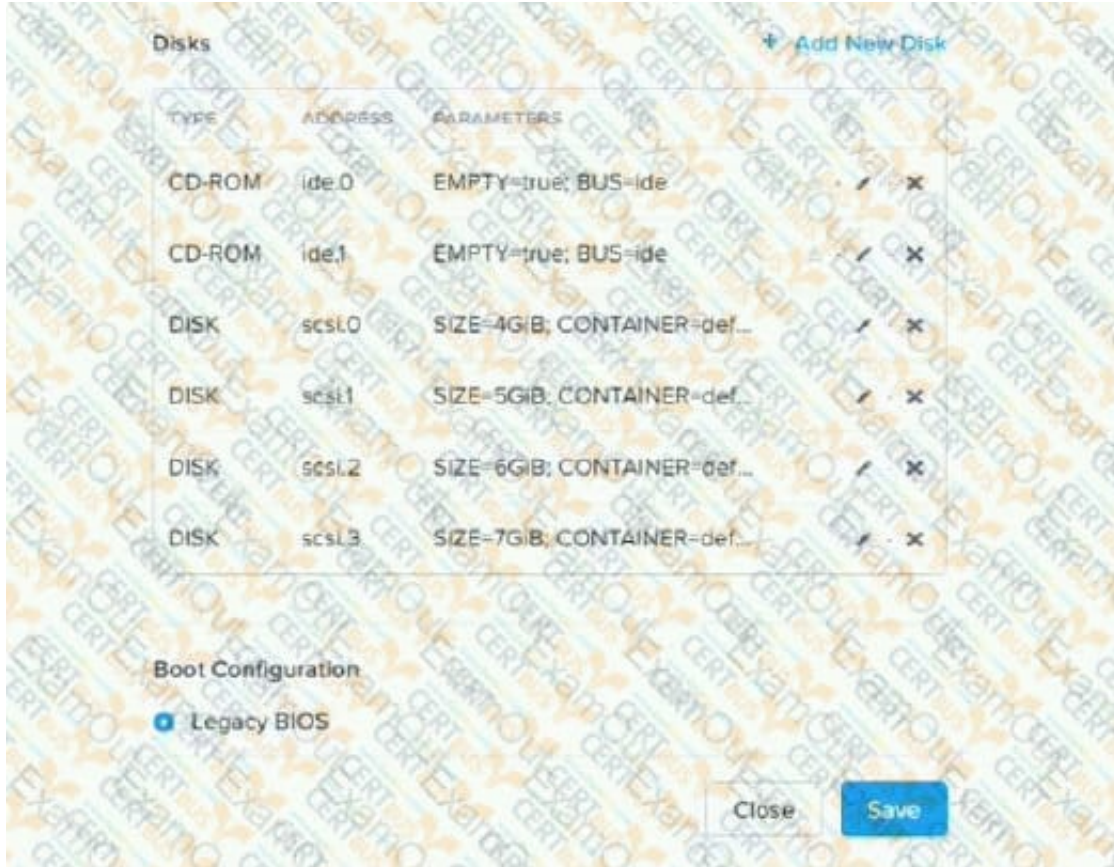 Disks + Add New Disk
TYPE ADDRESS PARAMETERS
CD-ROM ide.0 EMPTY=true; BUS=ide
CD-ROM ide.1 EMPTY=true; BUS=ide
DISK scsi.0 SIZE=4GiB; CONTAINER=def...
DISK scsi.1 SIZE=5GiB; CONTAINER=def...
DISK scsi.2 SIZE=6GiB; CONTAINER=def...
DISK scsi.3 SIZE=7GiB; CONTAINER=def...
Boot Configuration
Legacy BIOS
Close Save